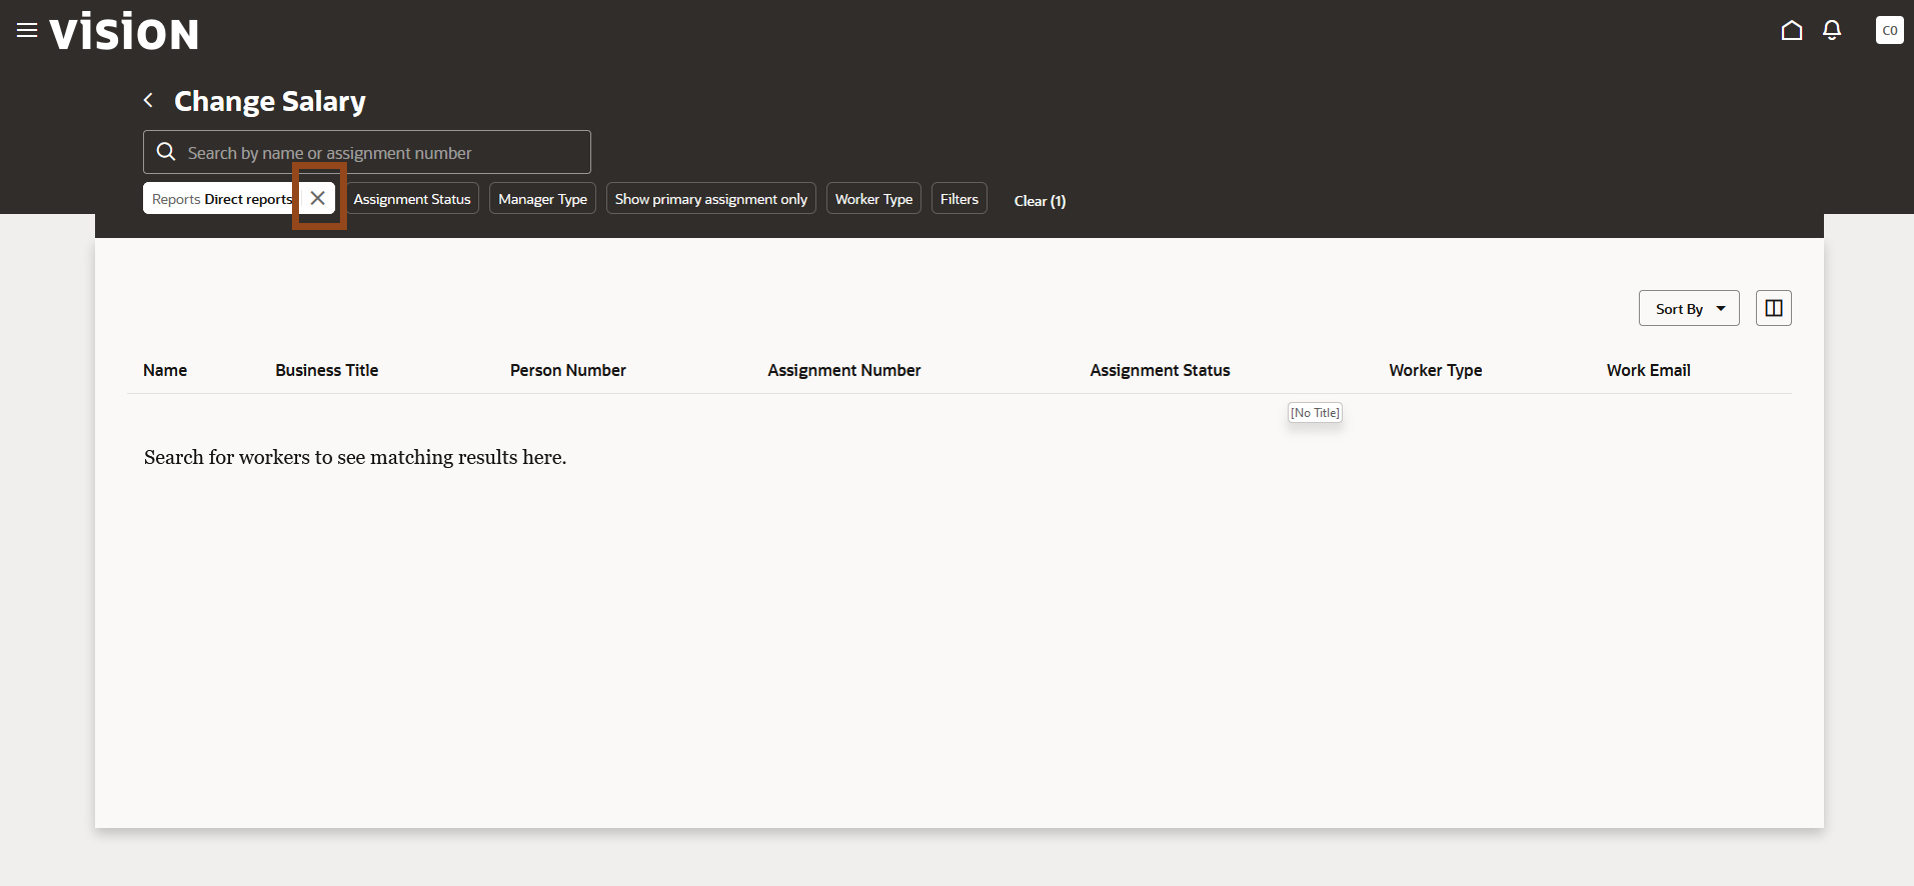 vision
CO
Change Salary
Search by name or assignment number
Reports Direct reports Assignment Status Manager Type Show primary assignment only Worker Type Filters Clear (1)
Sort By
Name Business Title Person Number Assignment Number Assignment Status Worker Type Work Email
[No Title]
Search for workers to see matching results here.